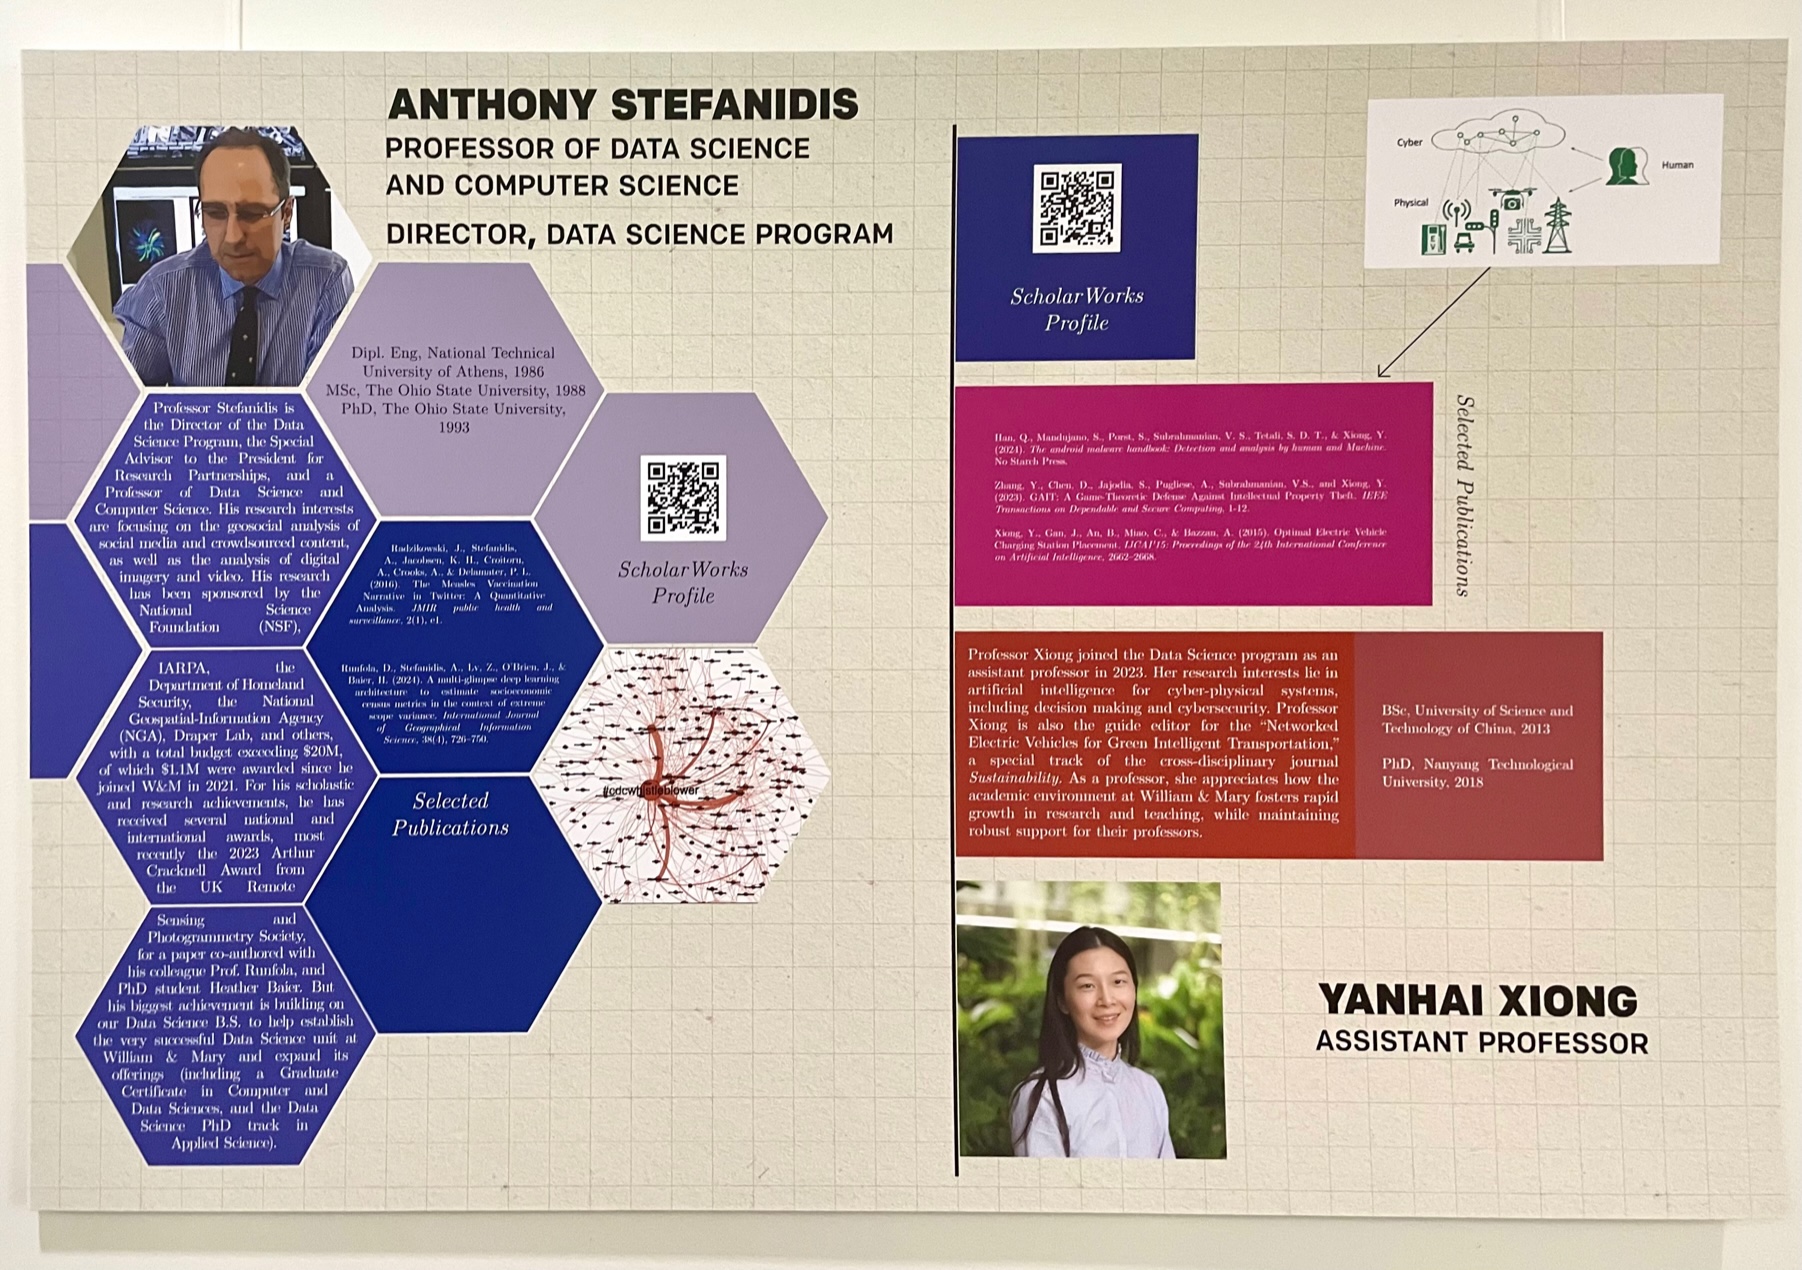 ANTHONY STEFANIDIS
PROFESSOR OF DATA SCIENCE
AND COMPUTER SCIENCE
DIRECTOR, DATA SCIENCE PROGRAM
Dipl. Eng, National Technical
University of Athens, 1986
MSc, The Ohio State University, 1988
PhD, The Ohio State University,
1993
Professor Stefanidis is
the Director of the Data
Science Program, the Special
Advisor to the President for
Research Partnerships, and a
Professor of Data Science and
Computer Science. His research interests
are focusing on the geosocial analysis of
social media and crowdsourced content,
as well as the analysis of digital
imagery and video. His research
has been sponsored by the
National Science
Foundation (NSF),
IARPA, the
Department of Homeland
Security, the National
Geospatial-Information Agency
(NGA), Draper Lab, and others,
with a total budget exceeding $20M,
of which $1.1M were awarded since he
joined W&M in 2021. For his scholastic
and research achievements, he has
received several national and
international awards, most
recently the 2023 Arthur
Cracknell Award from
the UK Remote
Sensing and
Photogrammetry Society,
for a paper co-authored with
his colleague Prof. Runfola, and
PhD student Heather Baier. But
his biggest achievement is building on
our Data Science B.S. to help establish
the very successful Data Science unit at
William & Mary and expand its
offerings (including a Graduate
Certificate in Computer and
Data Sciences, and the Data
Science PhD track in
Applied Science).
Radzikowski, J., Stefanidis,
A., Jacobsen, K. H., Croitoru,
A., Crooks, A., & Delamater, P. L.
(2016). The Measles Vaccination
Narrative in Twitter: A Quantitative
Analysis. JMIR public health and
surveillance, 2(1), e1.
Runfola, D., Stefanidis, A., Lv, Z., O'Brien, J., &
Baier, H. (2024). A multi-glimpse deep learning
architecture to estimate socioeconomic
census metrics in the context of extreme
scope variance. International Journal
of Geographical Information
Science, 38(4), 726-750.
Selected
Publications
ScholarWorks
Profile
#cdcwhistleblower
ScholarWorks
Profile
Cyber
Human
Physical
EV
Han, Q., Mandujano, S., Porst, S., Subrahmanian, V. S., Tetali, S. D. T., & Xiong, Y.
(2024). The android malware handbook: Detection and analysis by human and Machine.
No Starch Press.
Zhang, Y., Chen, D., Jajodia, S., Pugliese, A., Subrahmanian, V.S., and Xiong, Y.
(2023). GAIT: A Game-Theoretic Defense Against Intellectual Property Theft. IEEE
Transactions on Dependable and Secure Computing, 1-12.
Xiong, Y., Gan, J., An, B., Miao, C., & Bazzan, A. (2015). Optimal Electric Vehicle
Charging Station Placement. IJCAI'15: Proceedings of the 24th International Conference
on Artificial Intelligence, 2662–2668.
Selected Publications
Professor Xiong joined the Data Science program as an
assistant professor in 2023. Her research interests lie in
artificial intelligence for cyber-physical systems,
including decision making and cybersecurity. Professor
Xiong is also the guide editor for the “Networked
Electric Vehicles for Green Intelligent Transportation,”
a special track of the cross-disciplinary journal
Sustainability. As a professor, she appreciates how the
academic environment at William & Mary fosters rapid
growth in research and teaching, while maintaining
robust support for their professors.
BSc, University of Science and
Technology of China, 2013
PhD, Nanyang Technological
University, 2018
YANHAI XIONG
ASSISTANT PROFESSOR